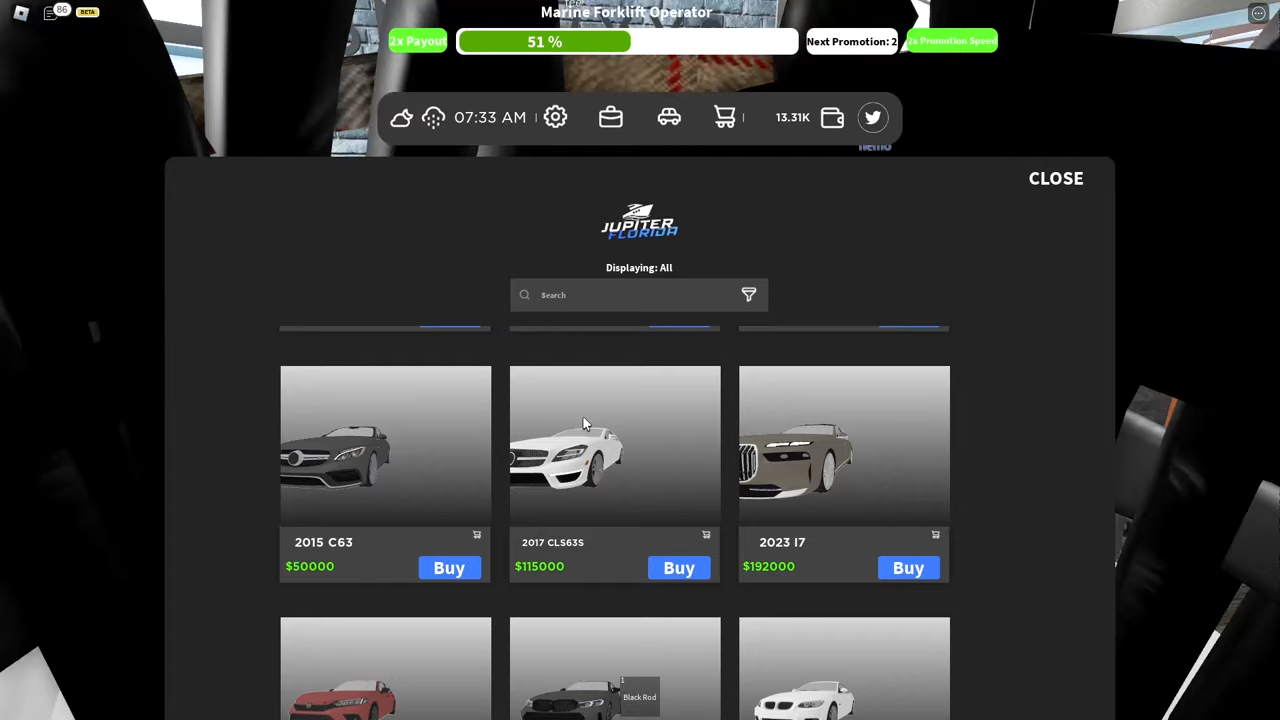 86
BETA
Marine Forklift Operator
2x Payout
51 %
Next Promotion: 2
2x Promotion Speed
07:33 AM
13.31K
CLOSE
JUPITER
FLORIDA
Displaying: All
Search
2015 C63
$50000
Buy
2017 CLS63S
$115000
Buy
2023 I7
$192000
Buy
1
Black Rod